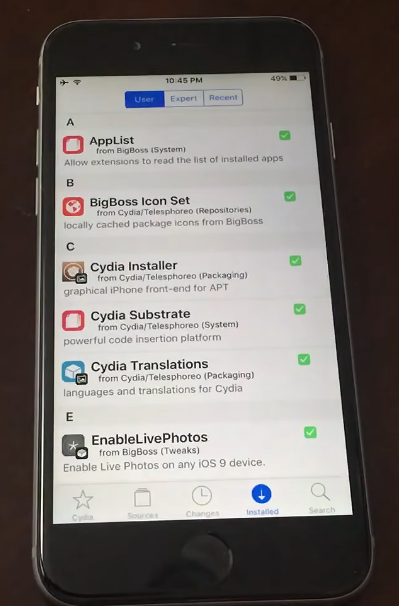 10:45 PM
49%
User Expert Recent
A
AppList
from BigBoss (System)
Allow extensions to read the list of installed apps
B
BigBoss Icon Set
from Cydia/Telesphoreo (Repositories)
locally cached package icons from BigBoss
C
Cydia Installer
from Cydia/Telesphoreo (Packaging)
graphical iPhone front-end for APT
Cydia Substrate
from Cydia/Telesphoreo (System)
powerful code insertion platform
Cydia Translations
from Cydia/Telesphoreo (Packaging)
languages and translations for Cydia
E
EnableLivePhotos
from BigBoss (Tweaks)
Enable Live Photos on any iOS 9 device.
Cydia Sources Changes Installed Search